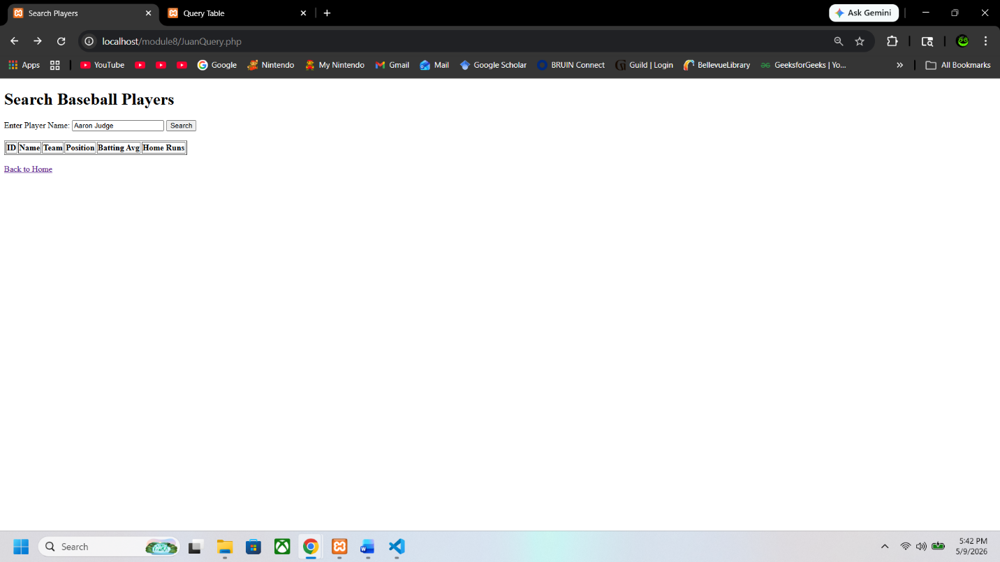 Search Players
Query Table
Ask Gemini
localhost/module8/JuanQuery.php
Apps
YouTube
Google
Nintendo
My Nintendo
Gmail
Mail
Google Scholar
BRUIN Connect
Guild | Login
BellevueLibrary
GeeksforGeeks | Yo...
All Bookmarks
Search Baseball Players
Enter Player Name: Aaron Judge Search
ID Name Team Position Batting Avg Home Runs
Back to Home
Search
5:42 PM
5/9/2026